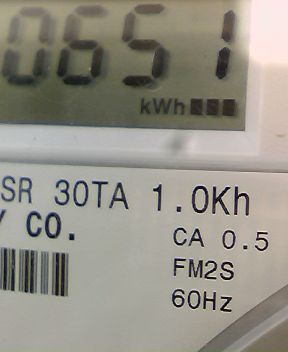 0651
kWh
SR 30TA 1.0Kh
Y CO.
CA 0.5
FM2S
60Hz